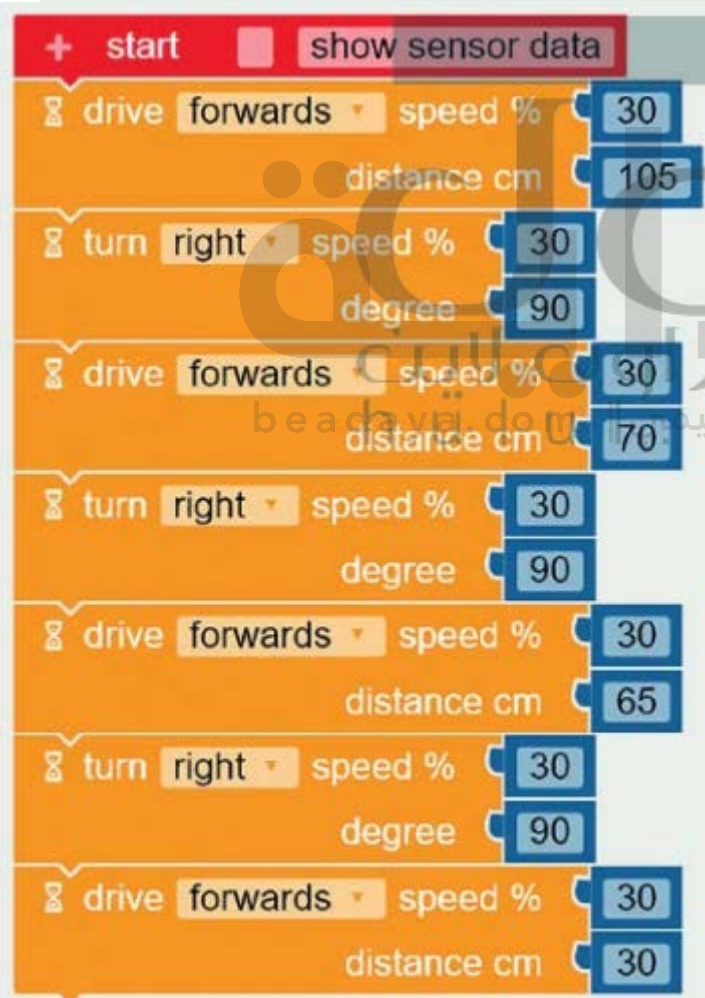 + start show sensor data
drive forwards speed % 30
distance cm 105
turn right speed % 30
degree 90
drive forwards speed % 30
distance cm 70
turn right speed % 30
degree 90
drive forwards speed % 30
distance cm 65
turn right speed % 30
degree 90
drive forwards speed % 30
distance cm 30